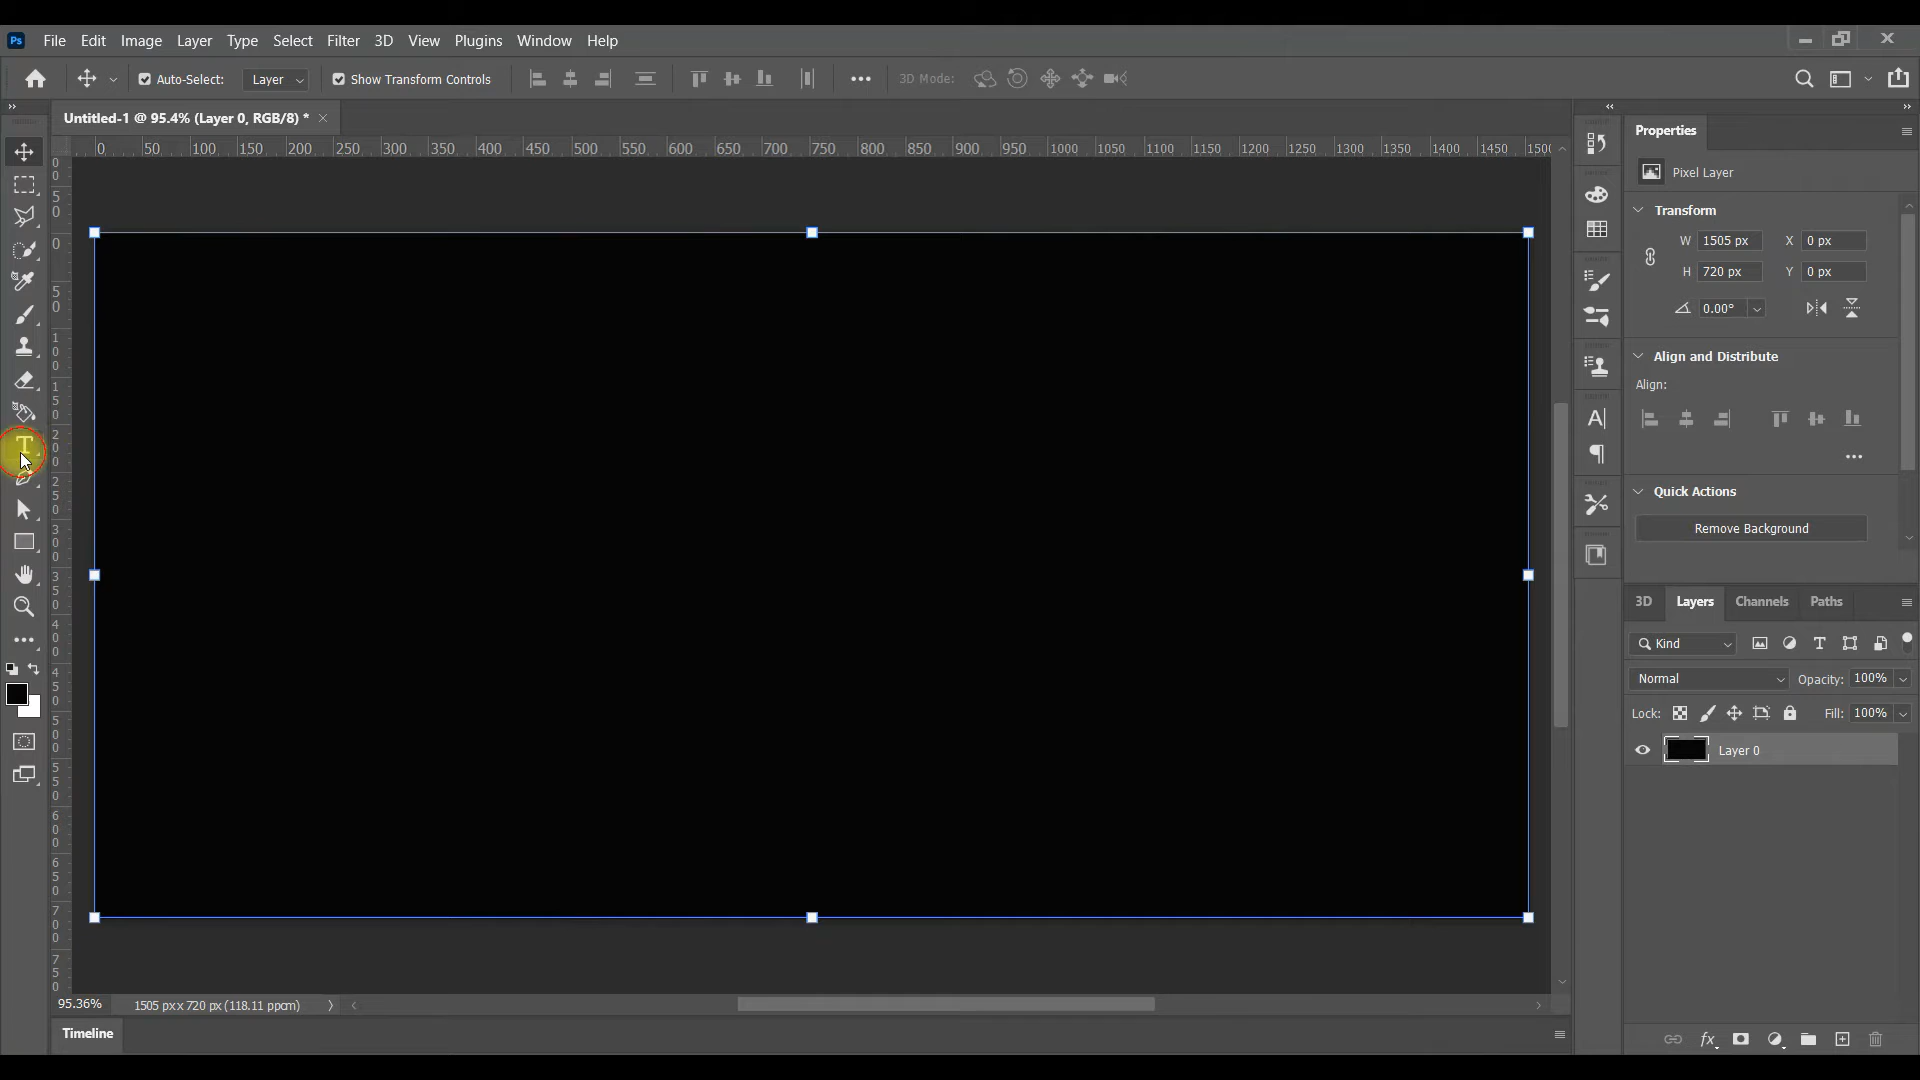 Ps File Edit Image Layer Type Select Filter 3D View Plugins Window Help
Auto-Select: Layer Show Transform Controls 3D Mode:
Untitled-1 @ 95.4% (Layer 0, RGB/8) *
0 50 100 150 200 250 300 350 400 450 500 550 600 650 700 750 800 850 900 950 1000 1050 1100 1150 1200 1250 1300 1350 1400 1450 1500
Properties
Pixel Layer
Transform
W 1505 px X 0 px
H 720 px Y 0 px
0.00°
Align and Distribute
Align:
Quick Actions
Remove Background
3D Layers Channels Paths
Kind
Normal Opacity: 100%
Lock: Fill: 100%
Layer 0
95.36% 1505 px x 720 px (118.11 ppcm)
Timeline